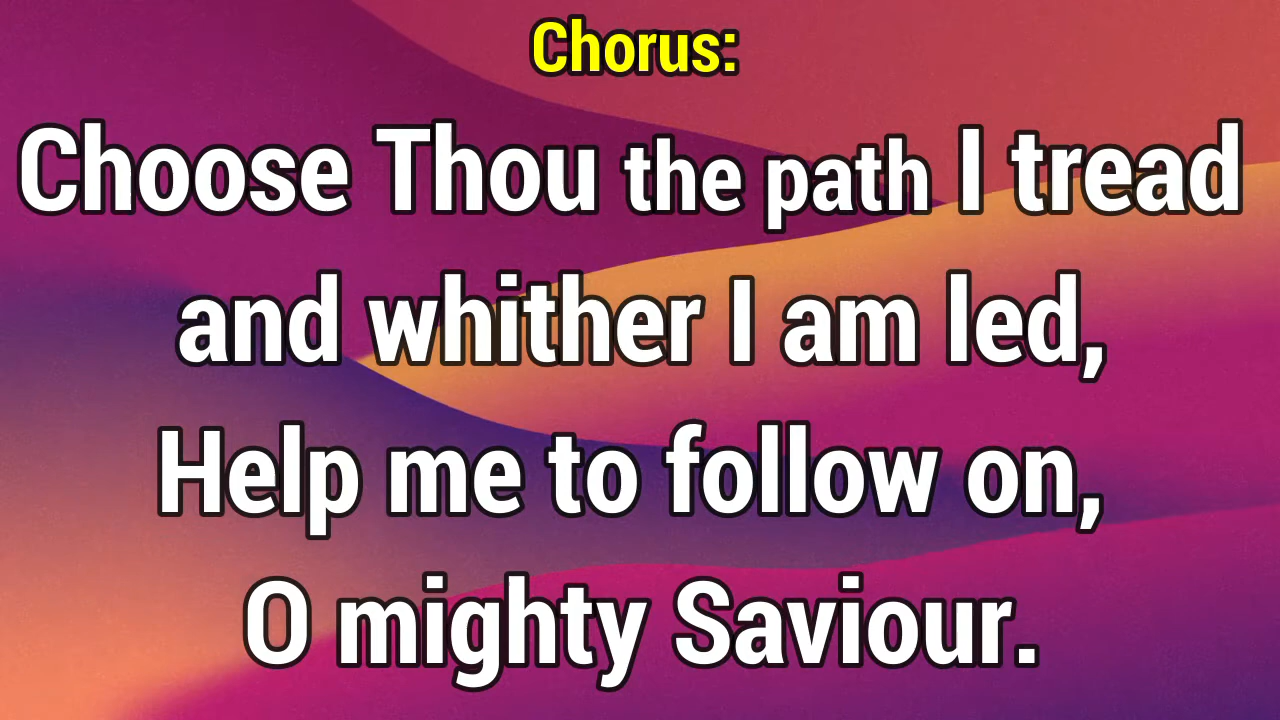 Chorus:
Choose Thou the path I tread
and whither I am led,
Help me to follow on,
O mighty Saviour.